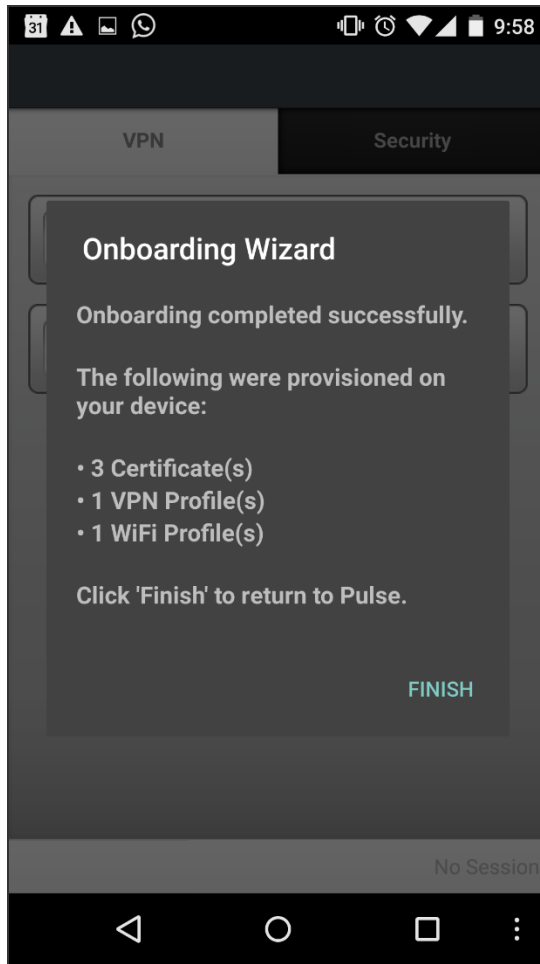 31
9:58
VPN
Security
Onboarding Wizard
Onboarding completed successfully.
The following were provisioned on
your device:
• 3 Certificate(s)
• 1 VPN Profile(s)
• 1 WiFi Profile(s)
Click 'Finish' to return to Pulse.
FINISH
No Session